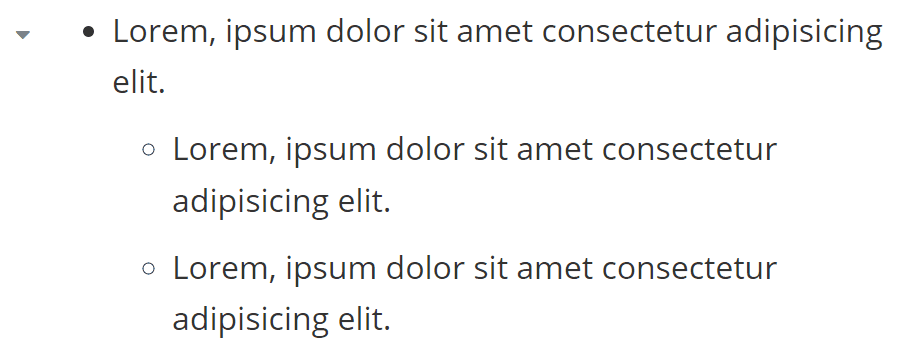 Lorem, ipsum dolor sit amet consectetur adipisicing
elit.
Lorem, ipsum dolor sit amet consectetur
adipisicing elit.
Lorem, ipsum dolor sit amet consectetur
adipisicing elit.